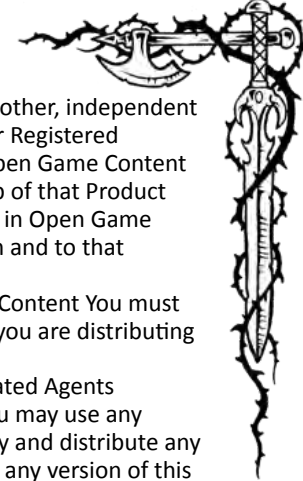 other, independent
r Registered
pen Game Content
p of that Product
in Open Game
n and to that
Content You must
you are distributing
ated Agents
u may use any
y and distribute any
any version of this